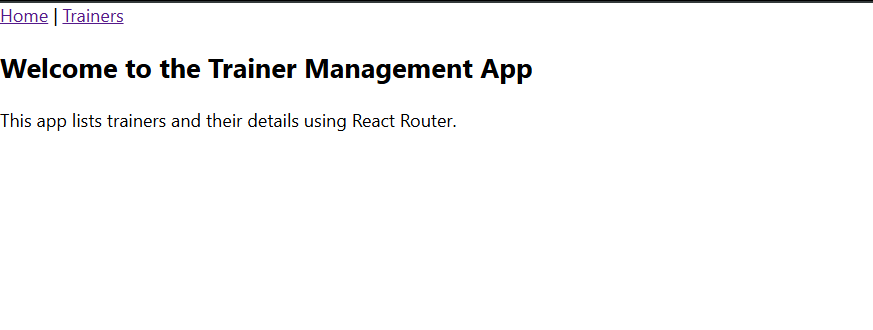 Home | Trainers
Welcome to the Trainer Management App
This app lists trainers and their details using React Router.